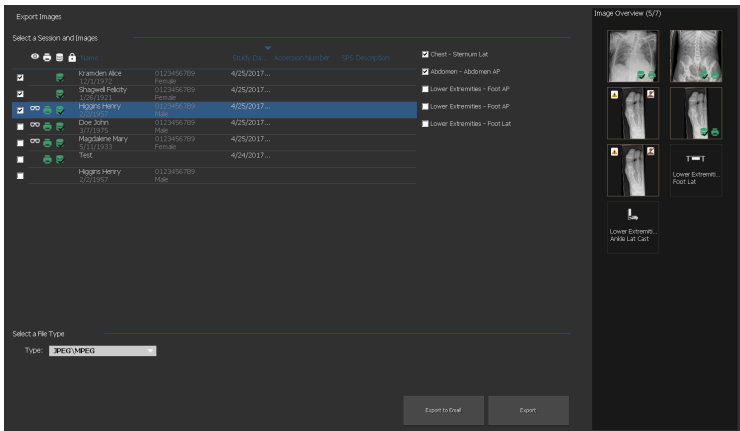 Export Images
Select a Session and Images
Name Study Da... Accession Number SPS Description
Kramden Alice 0123456789 4/25/2017...
12/1/1972 Female
Shagwell Felicity 0123456789 4/25/2017...
1/26/1921 Female
Higgins Henry 0123456789 4/25/2017...
2/2/1957 Male
Doe John 0123456789 4/25/2017...
3/7/1975 Male
Magdalene Mary 0123456789 4/25/2017...
5/11/1933 Female
Test 4/24/2017...
Higgins Henry 0123456789
2/2/1957 Male
Chest - Sternum Lat
Abdomen - Abdomen AP
Lower Extremities - Foot AP
Lower Extremities - Foot AP
Lower Extremities - Foot Lat
Select a File Type
Type: JPEG\MPEG
Export to Email Export
Image Overview (5/7)
Lower Extremiti...
Foot Lat
Lower Extremiti...
Ankle Lat Cast